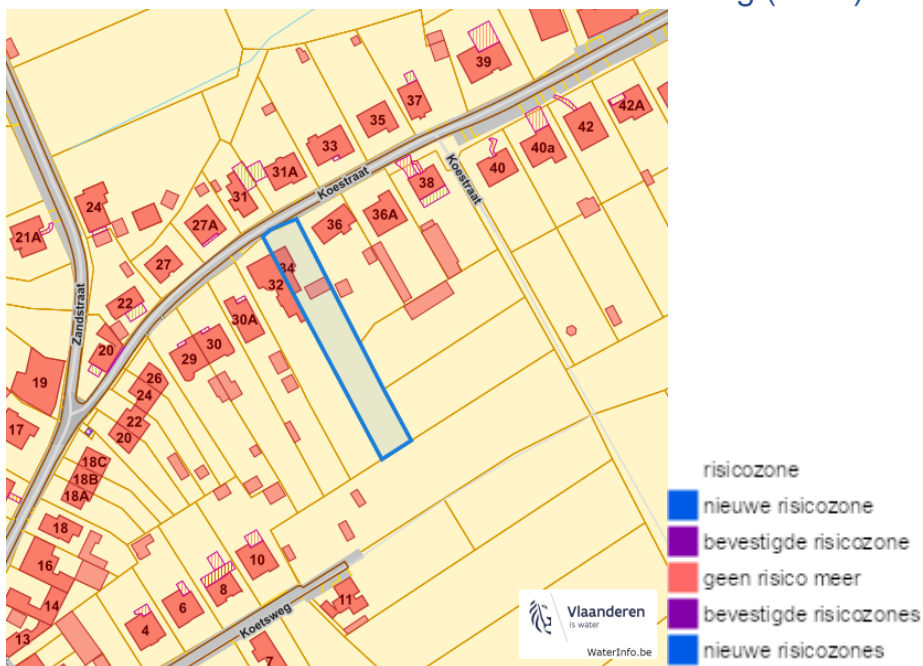 g (
39
37
42A
35
42
33
40a
31A
40
Koestraat
Koestraat
31
38
24
36A
27A
36
21A
27
34
32
22
30A
Zandstraat
30
20
29
26
19
24
22
17
20
18C
18B
18A
risicozone
nieuwe risicozone
18
bevestigde risicozone
16
10
geen risico meer
8
14
6
11
Vlaanderen
is water
bevestigde risicozones
4
Koetsweg
13
WaterInfo.be
nieuwe risicozones
7